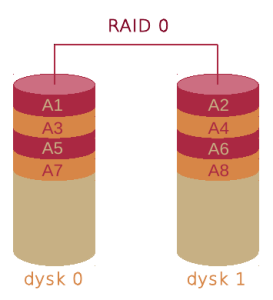 RAID 0
A1 A2
A3 A4
A5 A6
A7 A8
dysk 0 dysk 1